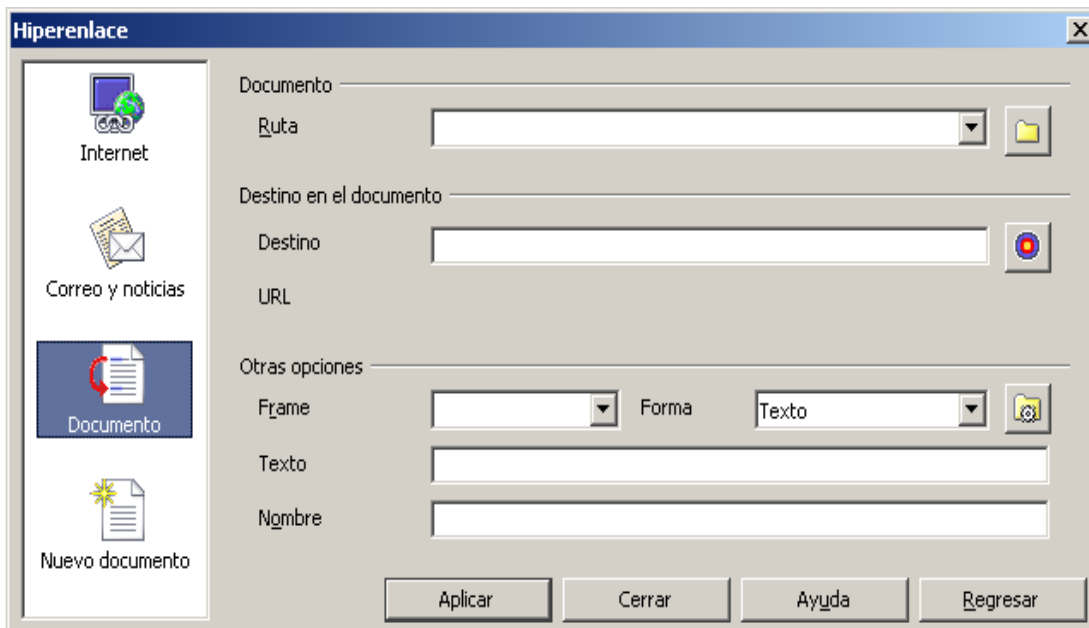 Hiperenlace
Internet
Correo y noticias
Documento
Nuevo documento
Documento
Ruta
Destino en el documento
Destino
URL
Otras opciones
Frame
Forma
Texto
Texto
Nombre
Aplicar
Cerrar
Ayuda
Regresar